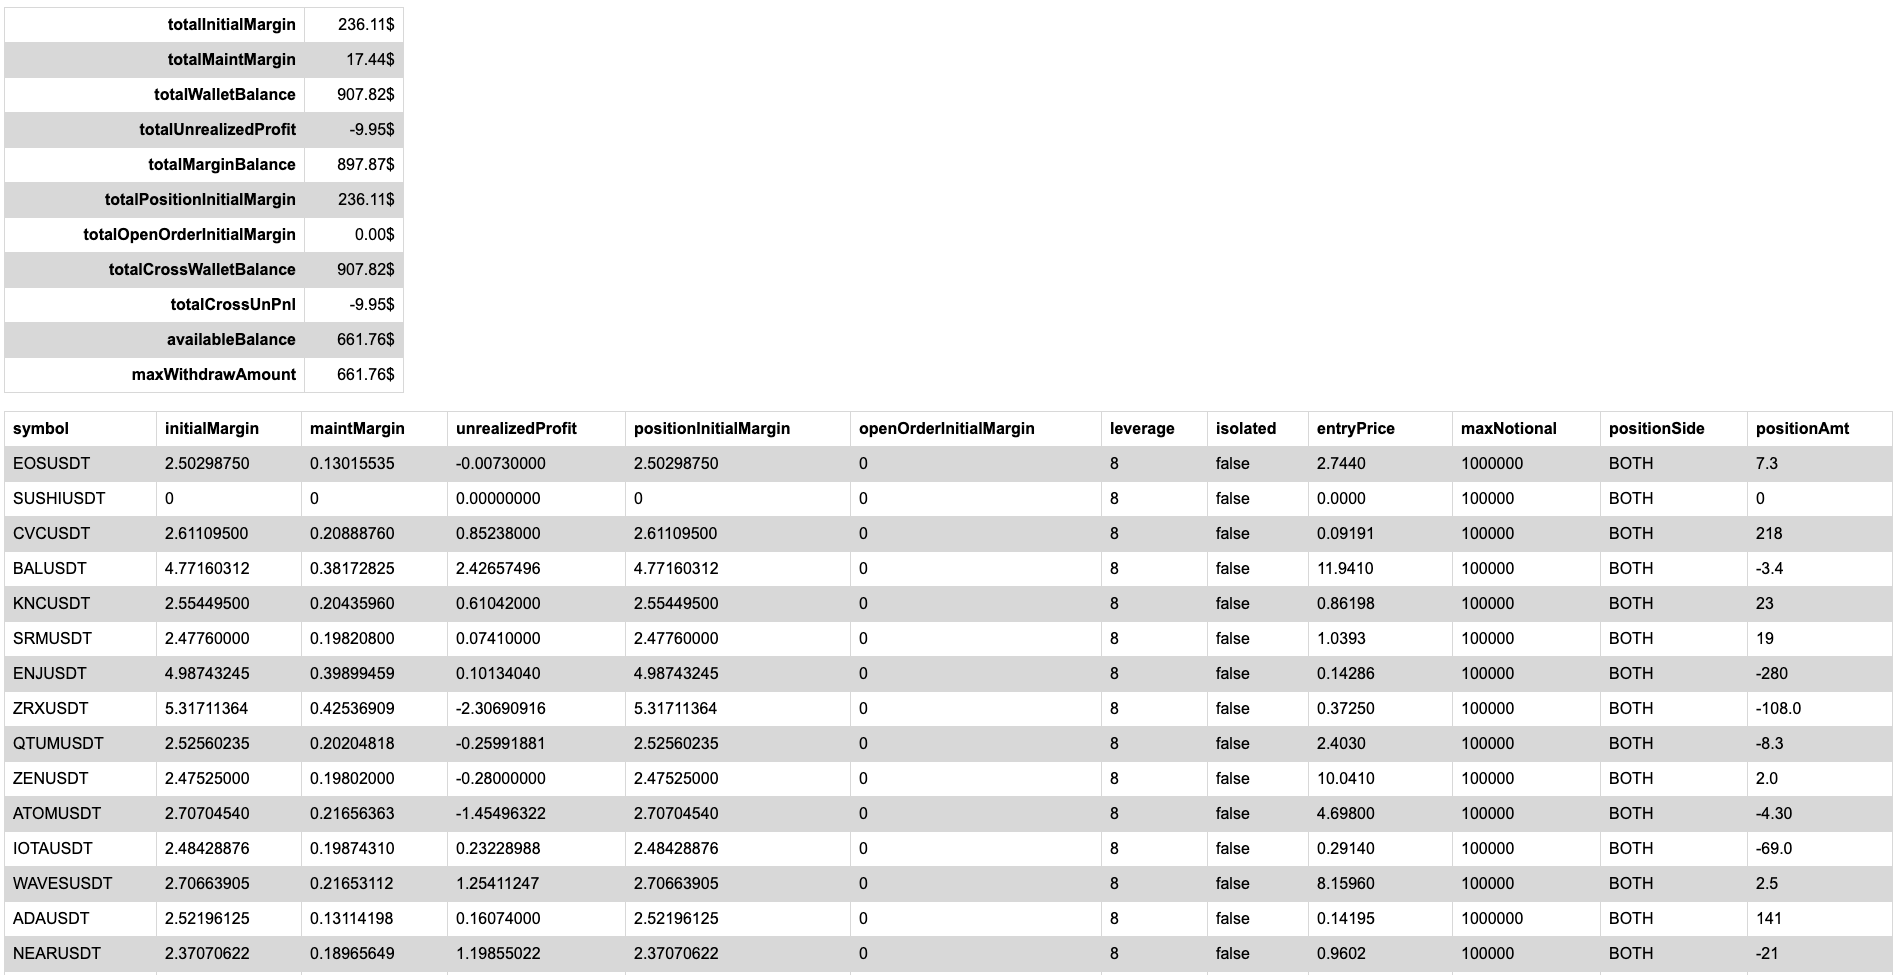 totalInitialMargin 236.11$
totalMaintMargin 17.44$
totalWalletBalance 907.82$
totalUnrealizedProfit -9.95$
totalMarginBalance 897.87$
totalPositionInitialMargin 236.11$
totalOpenOrderInitialMargin 0.00$
totalCrossWalletBalance 907.82$
totalCrossUnPnl -9.95$
availableBalance 661.76$
maxWithdrawAmount 661.76$
symbol initialMargin maintMargin unrealizedProfit positionInitialMargin openOrderInitialMargin leverage isolated entryPrice maxNotional positionSide positionAmt
EOSUSDT 2.50298750 0.13015535 -0.00730000 2.50298750 0 8 false 2.7440 1000000 BOTH 7.3
SUSHIUSDT 0 0 0.00000000 0 0 8 false 0.0000 100000 BOTH 0
CVCUSDT 2.61109500 0.20888760 0.85238000 2.61109500 0 8 false 0.09191 100000 BOTH 218
BALUSDT 4.77160312 0.38172825 2.42657496 4.77160312 0 8 false 11.9410 100000 BOTH -3.4
KNCUSDT 2.55449500 0.20435960 0.61042000 2.55449500 0 8 false 0.86198 100000 BOTH 23
SRMUSDT 2.47760000 0.19820800 0.07410000 2.47760000 0 8 false 1.0393 100000 BOTH 19
ENJUSDT 4.98743245 0.39899459 0.10134040 4.98743245 0 8 false 0.14286 100000 BOTH -280
ZRXUSDT 5.31711364 0.42536909 -2.30690916 5.31711364 0 8 false 0.37250 100000 BOTH -108.0
QTUMUSDT 2.52560235 0.20204818 -0.25991881 2.52560235 0 8 false 2.4030 100000 BOTH -8.3
ZENUSDT 2.47525000 0.19802000 -0.28000000 2.47525000 0 8 false 10.0410 100000 BOTH 2.0
ATOMUSDT 2.70704540 0.21656363 -1.45496322 2.70704540 0 8 false 4.69800 100000 BOTH -4.30
IOTAUSDT 2.48428876 0.19874310 0.23228988 2.48428876 0 8 false 0.29140 100000 BOTH -69.0
WAVESUSDT 2.70663905 0.21653112 1.25411247 2.70663905 0 8 false 8.15960 100000 BOTH 2.5
ADAUSDT 2.52196125 0.13114198 0.16074000 2.52196125 0 8 false 0.14195 1000000 BOTH 141
NEARUSDT 2.37070622 0.18965649 1.19855022 2.37070622 0 8 false 0.9602 100000 BOTH -21